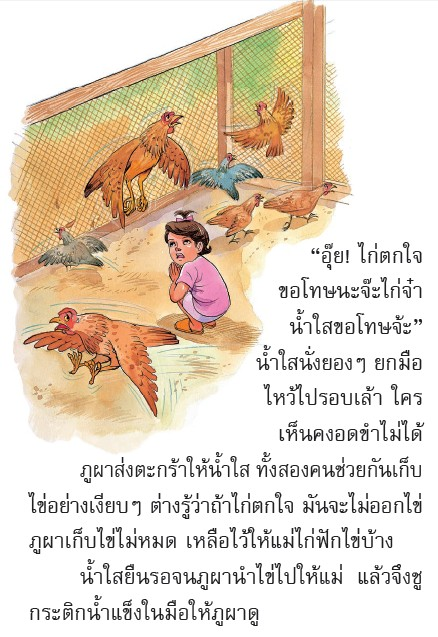 “อุ๊ย! ไก่ตกใจ
ขอโทษนะจ๊ะไก่จ๋า
น้ำใสขอโทษจ้ะ”
น้ำใสนั่งยองๆ ยกมือ
ไหว้ไปรอบเล้า ใคร
เห็นคงอดขำไม่ได้
ภูผาส่งตะกร้าให้น้ำใส ทั้งสองคนช่วยกันเก็บ
ไข่อย่างเงียบๆ ต่างรู้ว่าถ้าไก่ตกใจ มันจะไม่ออกไข่
ภูผาเก็บไข่ไม่หมด เหลือไว้ให้แม่ไก่ฟักไข่บ้าง
น้ำใสยืนรอจนภูผานำไข่ไปให้แม่ แล้วจึงชู
กระติกน้ำแข็งในมือให้ภูผาดู